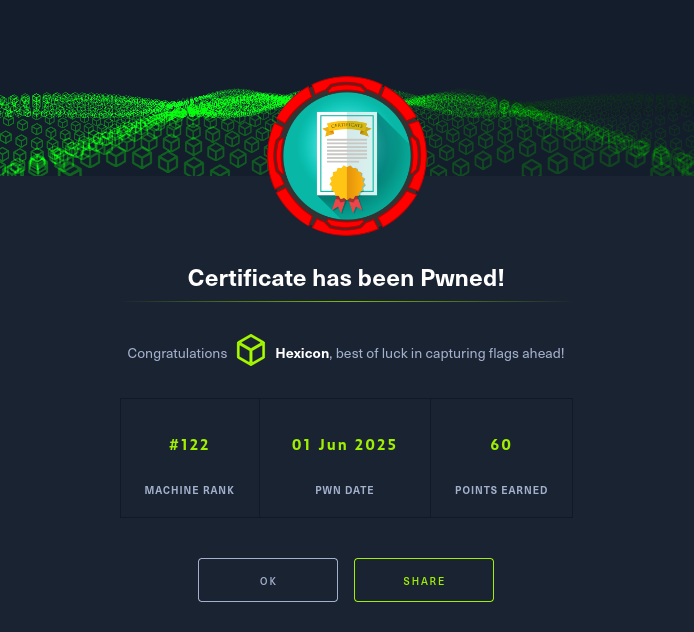 CERTIFICATE
Certificate has been Pwned!
Congratulations Hexicon, best of luck in capturing flags ahead!
#122 01 Jun 2025 60
MACHINE RANK PWN DATE POINTS EARNED
OK SHARE